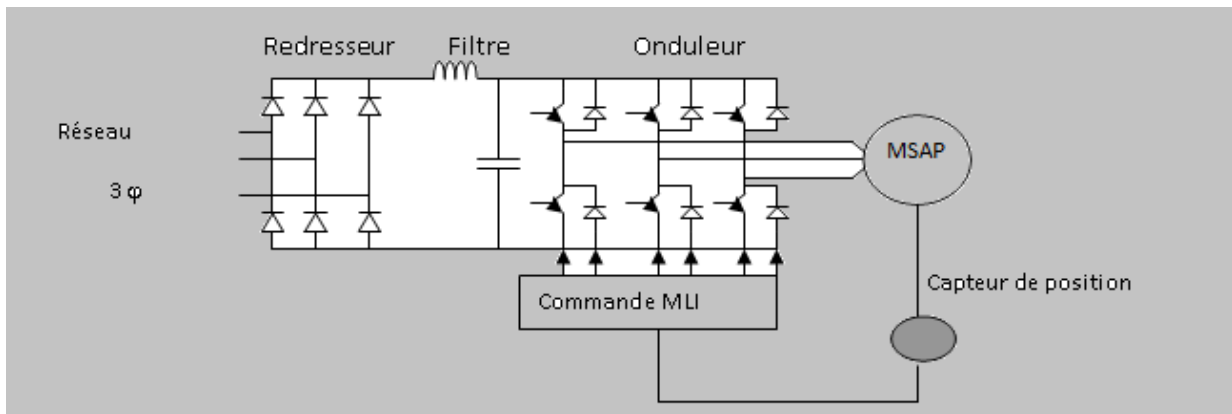 Redresseur Filtre Onduleur
Réseau
3 φ
MSAP
Capteur de position
Commande MLI